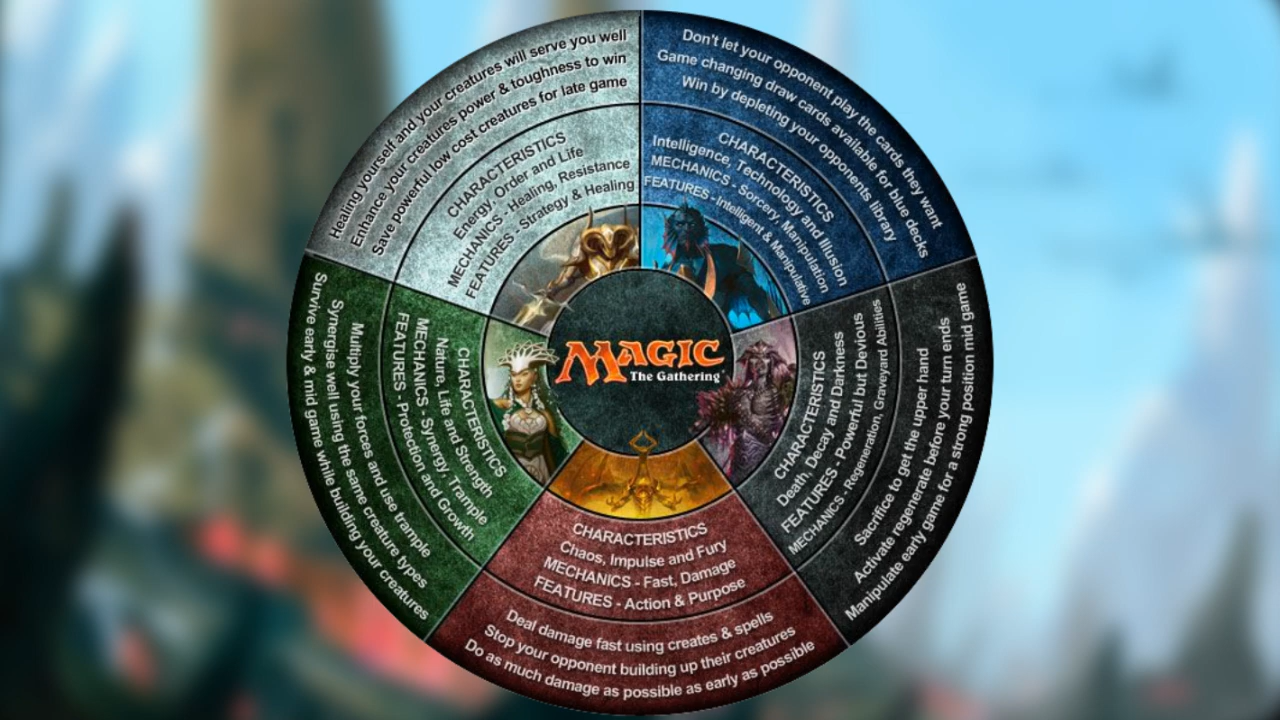 Healing yourself and your creatures will serve you well
Enhance your creatures power & toughness to win
Save powerful low cost creatures for late game
CHARACTERISTICS
Energy, Order and Life
MECHANICS - Healing, Resistance
FEATURES - Strategy & Healing
Don't let your opponent play the cards they want
Game changing draw cards available for blue decks
Win by depleting your opponents library
CHARACTERISTICS
Intelligence, Technology and Illusion
MECHANICS - Sorcery, Manipulation
FEATURES - Intelligent & Manipulative
MAGIC
The Gathering
CHARACTERISTICS
Death, Decay and Darkness
FEATURES - Powerful but Devious
MECHANICS - Regeneration, Graveyard Abilities
Sacrifice to get the upper hand
Activate regenerate before your turn ends
Manipulate early game for a strong position mid game
CHARACTERISTICS
Nature, Life and Strength
MECHANICS - Synergy, Trample
FEATURES - Protection and Growth
Multiply your forces and use trample
Synergise well using the same creature types
Survive early & mid game while building your creatures
CHARACTERISTICS
Chaos, Impulse and Fury
MECHANICS - Fast, Damage
FEATURES - Action & Purpose
Deal damage fast using creates & spells
Stop your opponent building up their creatures
Do as much damage as possible as early as possible